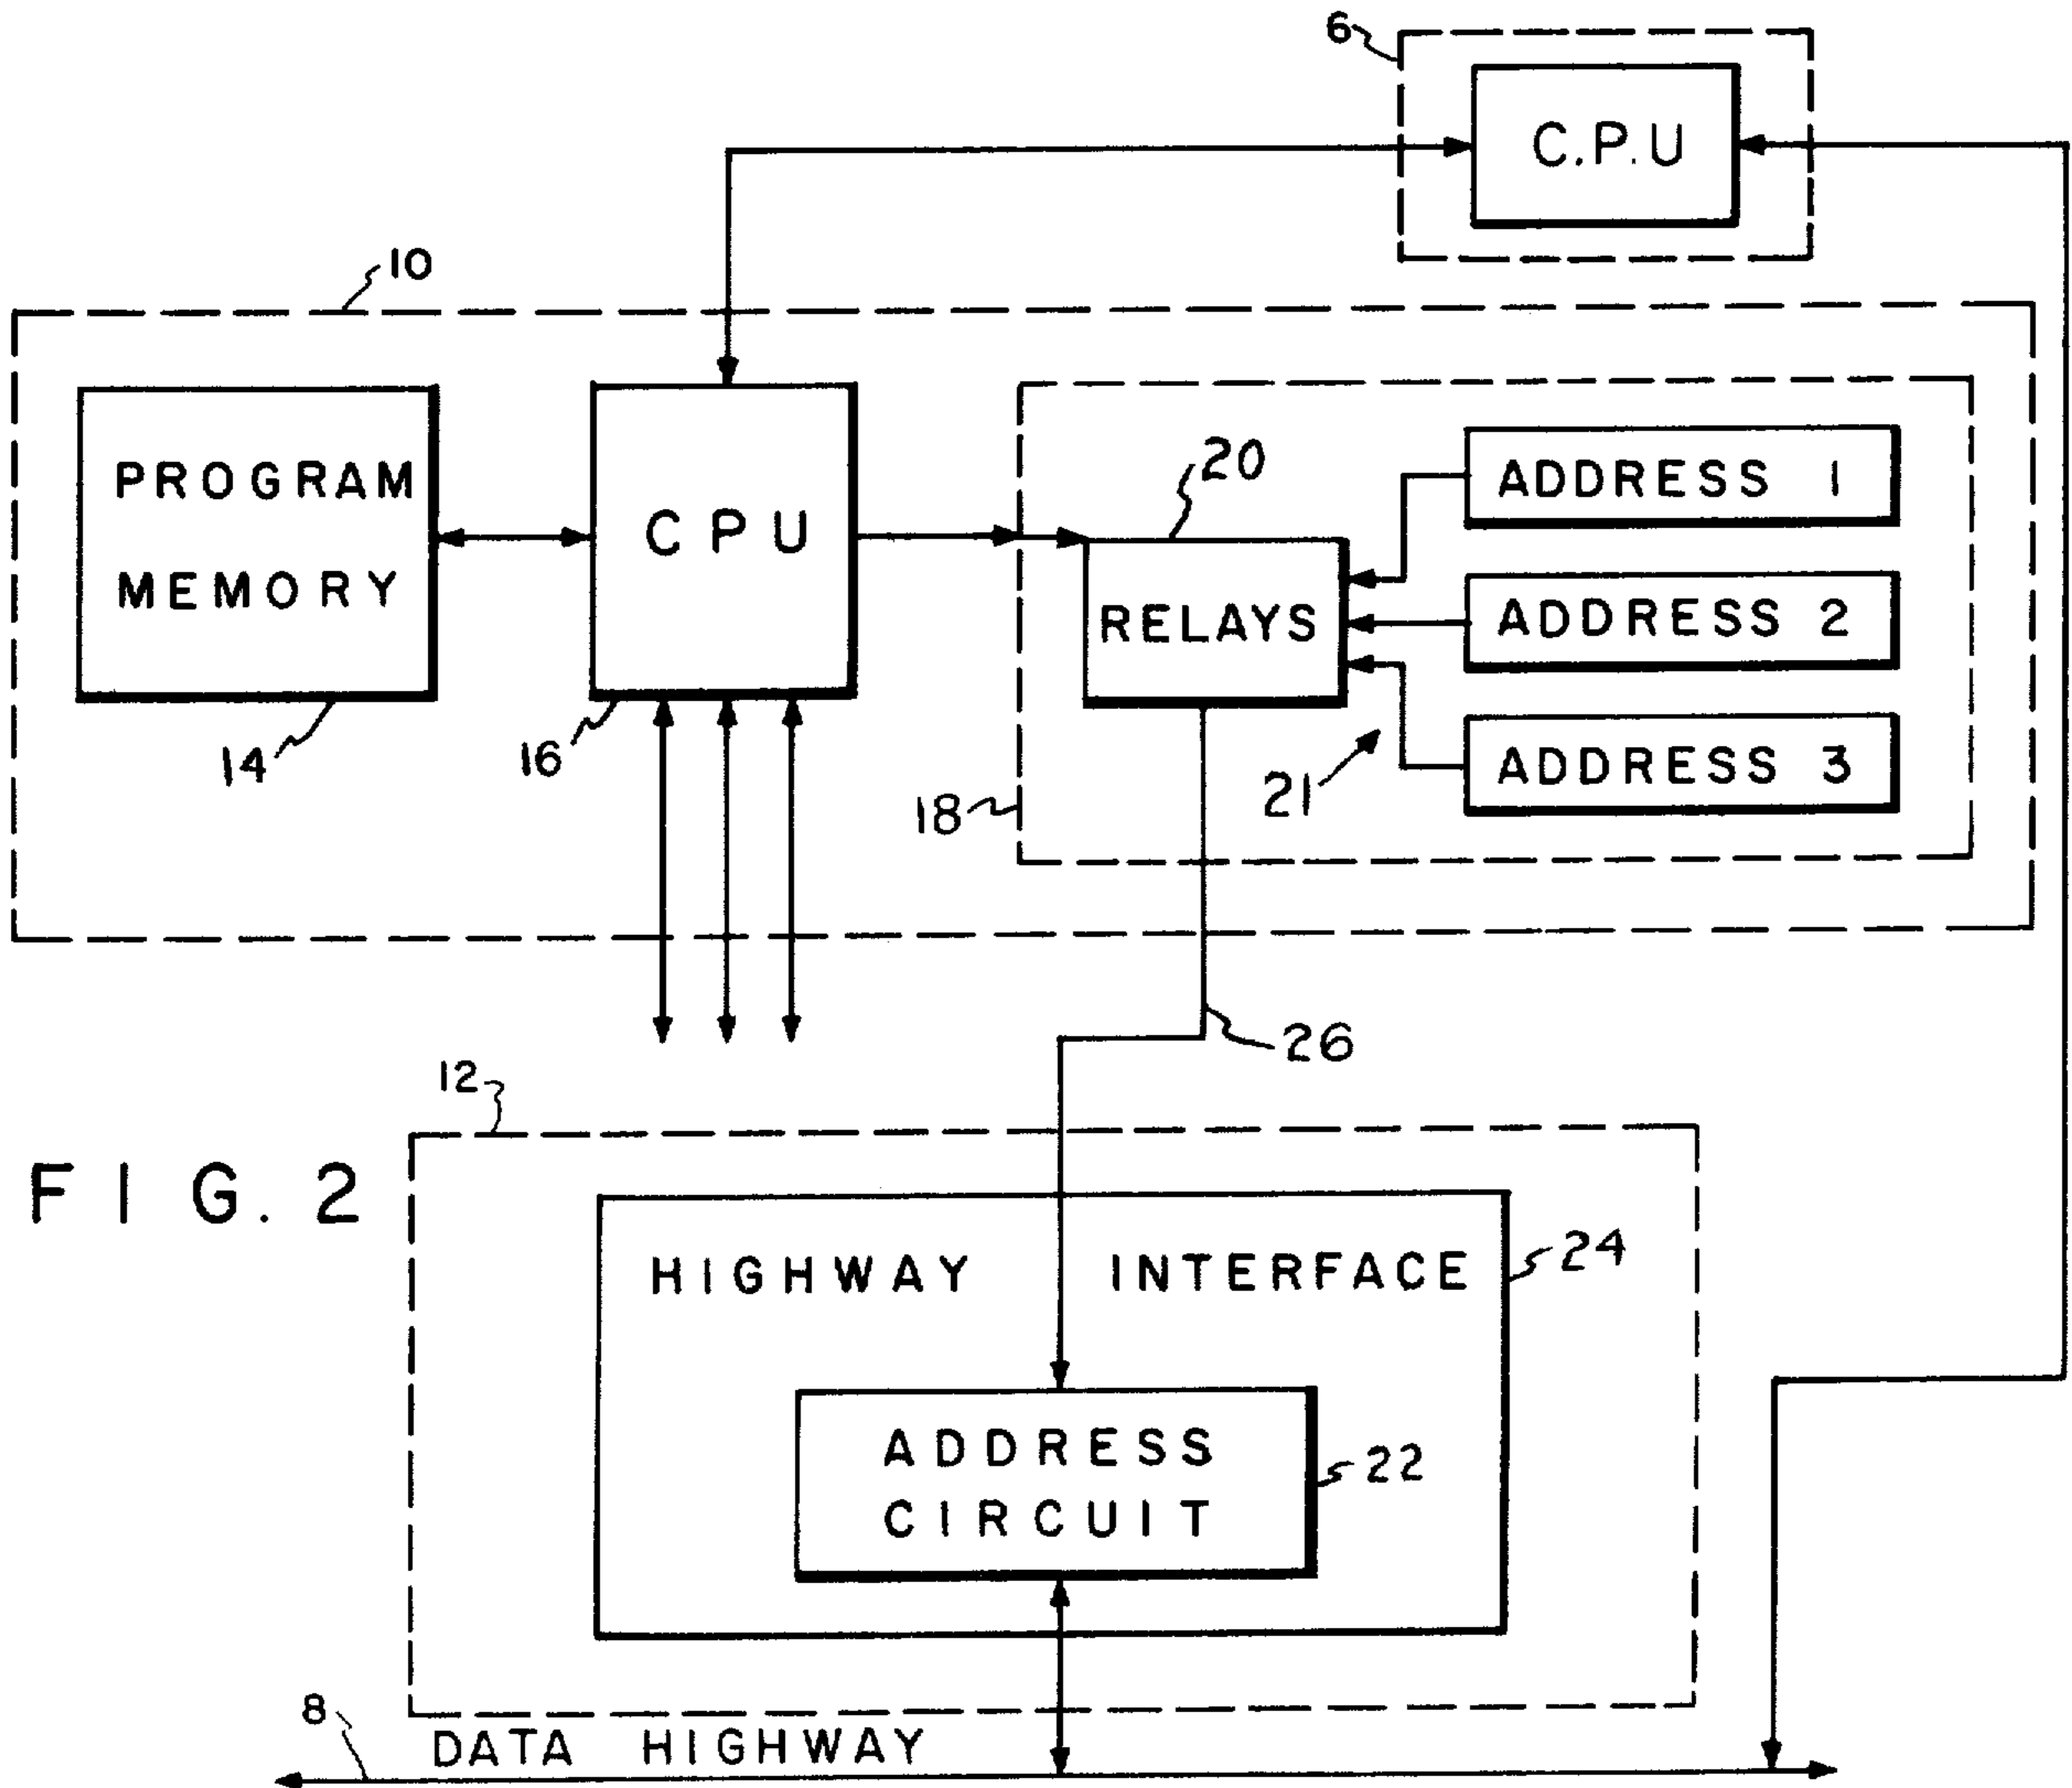 6
C.P.U
10
PROGRAM
MEMORY
CPU
20
RELAYS
ADDRESS 1
ADDRESS 2
ADDRESS 3
14
16
18
21
26
12
FIG. 2
HIGHWAY INTERFACE
24
ADDRESS
CIRCUIT
22
8
DATA HIGHWAY